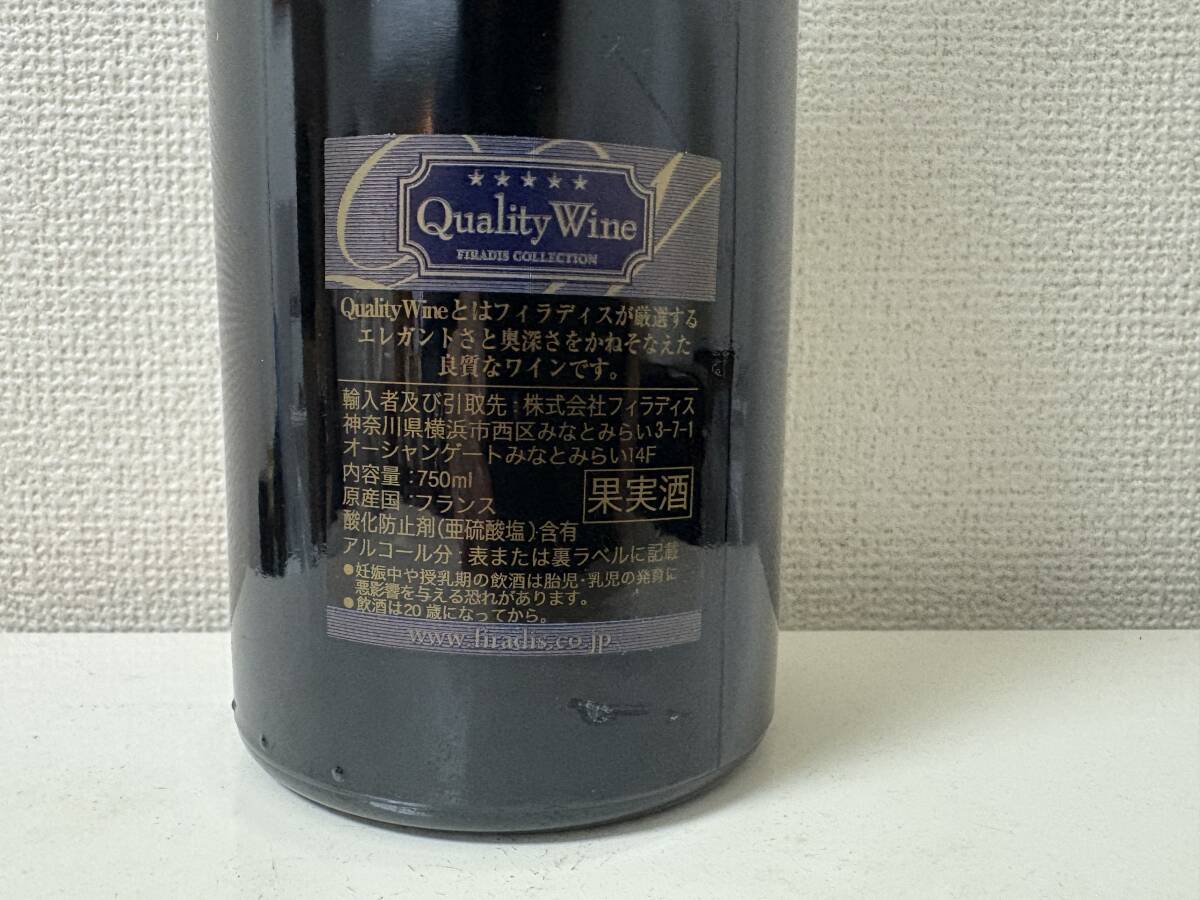 ★★★★★
Quality Wine
FIRADIS COLLECTION
Quality Wineとはフィラディスが厳選する
エレガントさと奥深さをかねそなえた
良質なワインです。
輸入者及び引取先:株式会社フィラディス
神奈川県横浜市西区みなとみらい3-7-1
オーシャンゲートみなとみらい14F
内容量:750ml
原産国:フランス
果実酒
酸化防止剤(亜硫酸塩)含有
アルコール分:表または裏ラベルに記載
●妊娠中や授乳期の飲酒は胎児・乳児の発育に
悪影響を与える恐れがあります。
●飲酒は20歳になってから。
www.firadis.co.jp